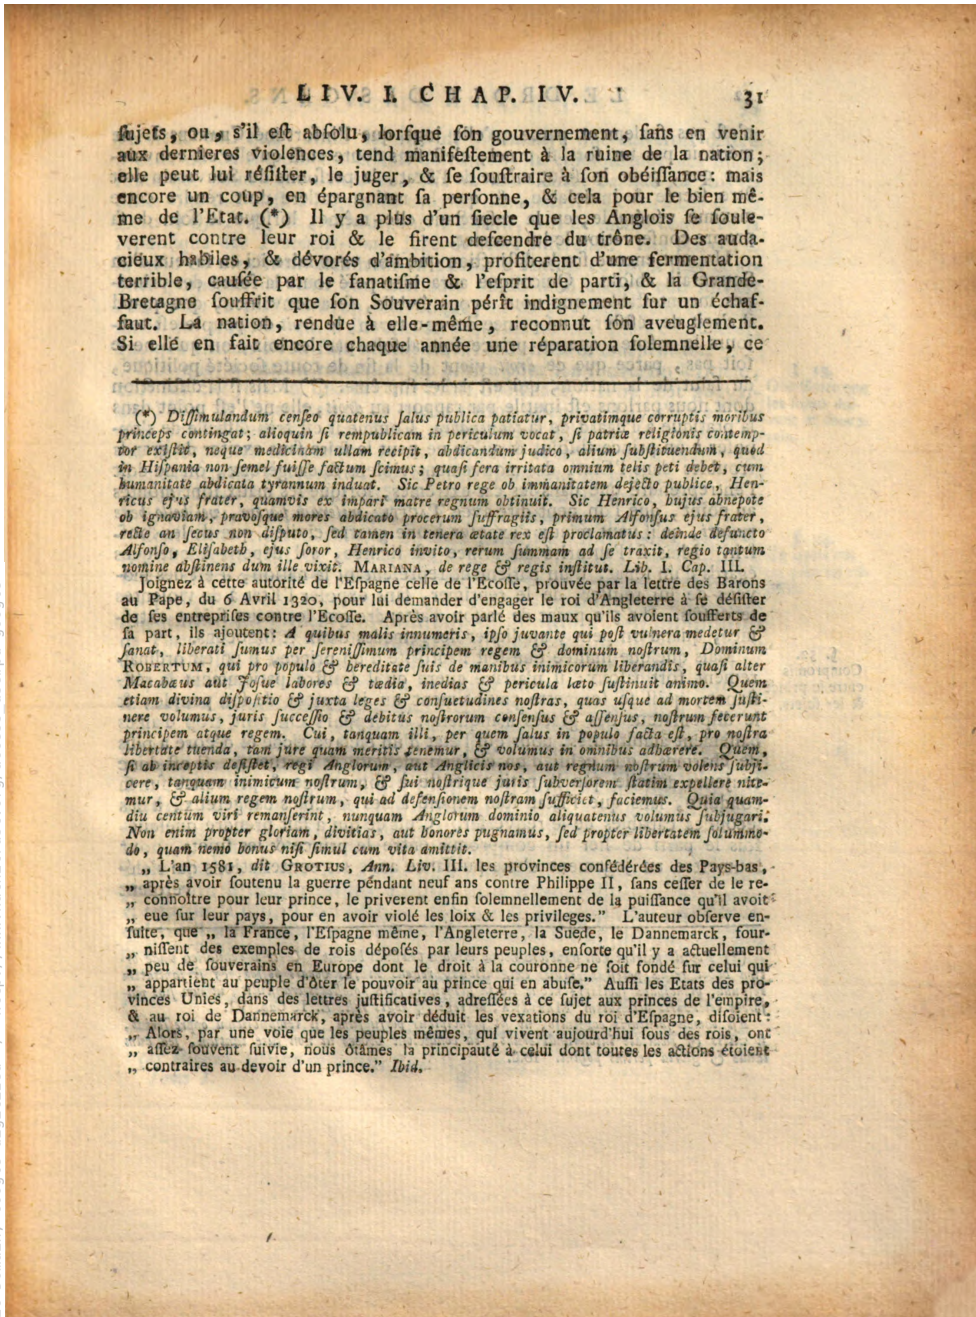 LIV. I. CHAP. IV. 31
ſujets, ou, s'il eſt abſolu, lorſque ſon gouvernement, ſans en venir
aux dernieres violences, tend manifeſtement à la ruine de la nation;
elle peut lui réſiſter, le juger, & ſe ſouſtraire à ſon obéiſſance: mais
encore un coup, en épargnant ſa perſonne, & cela pour le bien mê-
me de l'Etat. (*) Il y a plus d'un ſiecle que les Anglois ſe ſoule-
verent contre leur roi & le firent deſcendre du trône. Des auda-
cieux habiles, & dévorés d'ambition, profiterent d'une fermentation
terrible, cauſée par le fanatiſme & l'eſprit de parti, & la Grande-
Bretagne ſouffrit que ſon Souverain pérît indignement ſur un échaf-
faut. La nation, rendue à elle-même, reconnut ſon aveuglement.
Si elle en fait encore chaque année une réparation ſolemnelle, ce
(*) Diſſimulandum cenſeo quatenus ſalus publica patiatur, privatimque corruptis moribus
princeps contingat; alioquin ſi rempublicam in periculum vocat, ſi patriæ religionis contemp-
tor exiſtit, neque medicinam ullam recipit, abdicandum judico, alium ſubſtituendum, quod
in Hiſpania non ſemel fuiſſe factum ſcimus; quaſi fera irritata omnium telis peti debet, cum
humanitate abdicata tyrannum induat. Sic Petro rege ob immanitatem dejecto publice, Hen-
ricus ejus frater, quamvis ex impari matre regnum obtinuit. Sic Henrico, hujus abnepote
ob ignaviam, pravoſque mores abdicato procerum ſuffragiis, primum Alfonſus ejus frater,
recte an ſecus non diſputo, ſed tamen in tenera ætate rex eſt proclamatus: deinde defuncto
Alfonſo, Eliſabeth, ejus ſoror, Henrico invito, rerum ſummam ad ſe traxit, regio tantum
nomine abſtinens dum ille vixit. MARIANA, de rege & regis inſtitut. Lib. I. Cap. III.
Joignez à cette autorité de l'Eſpagne celle de l'Ecoſſe, prouvée par la lettre des Barons
au Pape, du 6 Avril 1320, pour lui demander d'engager le roi d'Angleterre à ſe déſiſter
de ſes entrepriſes contre l'Ecoſſe. Après avoir parlé des maux qu'ils avoient ſoufferts de
ſa part, ils ajoutent: A quibus malis innumeris, ipſo juvante qui poſt vulnera medetur &
ſanat, liberati ſumus per ſereniſſimum principem regem & dominum noſtrum, Dominum
ROBERTUM, qui pro populo & hereditate ſuis de manibus inimicorum liberandis, quaſi alter
Macabæus aut Joſue labores & tædia, inedias & pericula læto ſuſtinuit animo. Quem
etiam divina diſpoſitio & juxta leges & conſuetudines noſtras, quas uſque ad mortem ſuſti-
nere volumus, juris ſucceſſio & debitus noſtrorum conſenſus & aſſenſus, noſtrum fecerunt
principem atque regem. Cui, tanquam illi, per quem ſalus in populo facta eſt, pro noſtra
libertate tuenda, tam jure quam meritis tenemur, & volumus in omnibus adhærere. Quem,
ſi ab inceptis deſiſtet, regi Anglorum, aut Anglicis nos, aut regnum noſtrum volens ſubji-
cere, tanquam inimicum noſtrum, & ſui noſtrique juris ſubverſorem ſtatim expellere nite-
mur, & alium regem noſtrum, qui ad defenſionem noſtram ſufficiet, faciemus. Quia quam-
diu centum viri remanſerint, nunquam Anglorum dominio aliquatenus volumus ſubjugari.
Non enim propter gloriam, divitias, aut honores pugnamus, ſed propter libertatem ſolummo-
do, quam nemo bonus niſi ſimul cum vita amittit.
„ L'an 1581, dit GROTIUS, Ann. Liv. III. les provinces confédérées des Pays-bas,
„ après avoir ſoutenu la guerre péndant neuf ans contre Philippe II, ſans ceſſer de le re-
„ connoître pour leur prince, le priverent enfin ſolemnellement de la puiſſance qu'il avoit
„ eue ſur leur pays, pour en avoir violé les loix & les privileges." L'auteur obſerve en-
ſuite, que „ la France, l'Eſpagne même, l'Angleterre, la Suede, le Dannemarck, four-
„ niſſent des exemples de rois dépoſés par leurs peuples, enſorte qu'il y a actuellement
„ peu de ſouverains en Europe dont le droit à la couronne ne ſoit fondé ſur celui qui
„ appartient au peuple d'ôter le pouvoir au prince qui en abuſe." Auſſi les Etats des pro-
vinces Unies, dans des lettres juſtificatives, adreſſées à ce ſujet aux princes de l'empire,
& au roi de Dannemarck, après avoir déduit les vexations du roi d'Eſpagne, diſoient:
„ Alors, par une voie que les peuples mêmes, qui vivent aujourd'hui ſous des rois, ont
„ aſſez ſouvent ſuivie, nous ôtâmes la principauté à celui dont toutes les actions étoient
„ contraires au devoir d'un prince." Ibid.